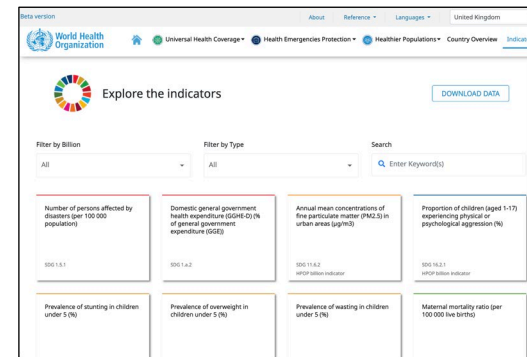 Beta version
About
Reference
Languages
United Kingdom
World Health
Organization
Universal Health Coverage
Health Emergencies Protection
Healthier Populations
Country Overview
Indicat
Explore the indicators
DOWNLOAD DATA
Filter by Billion
Filter by Type
Search
All
All
Enter Keyword(s)
Number of persons affected by
disasters (per 100 000
population)
SDG 1.5.1
Domestic general government
health expenditure (GGHE-D) (%
of general government
expenditure (GGE))
SDG 1.a.2
Annual mean concentrations of
fine particulate matter (PM2.5) in
urban areas (µg/m3)
SDG 11.6.2
HPOP billion indicator
Proportion of children (aged 1-17)
experiencing physical or
psychological aggression (%)
SDG 16.2.1
HPOP billion indicator
Prevalence of stunting in children
under 5 (%)
Prevalence of overweight in
children under 5 (%)
Prevalence of wasting in children
under 5 (%)
Maternal mortality ratio (per
100 000 live births)